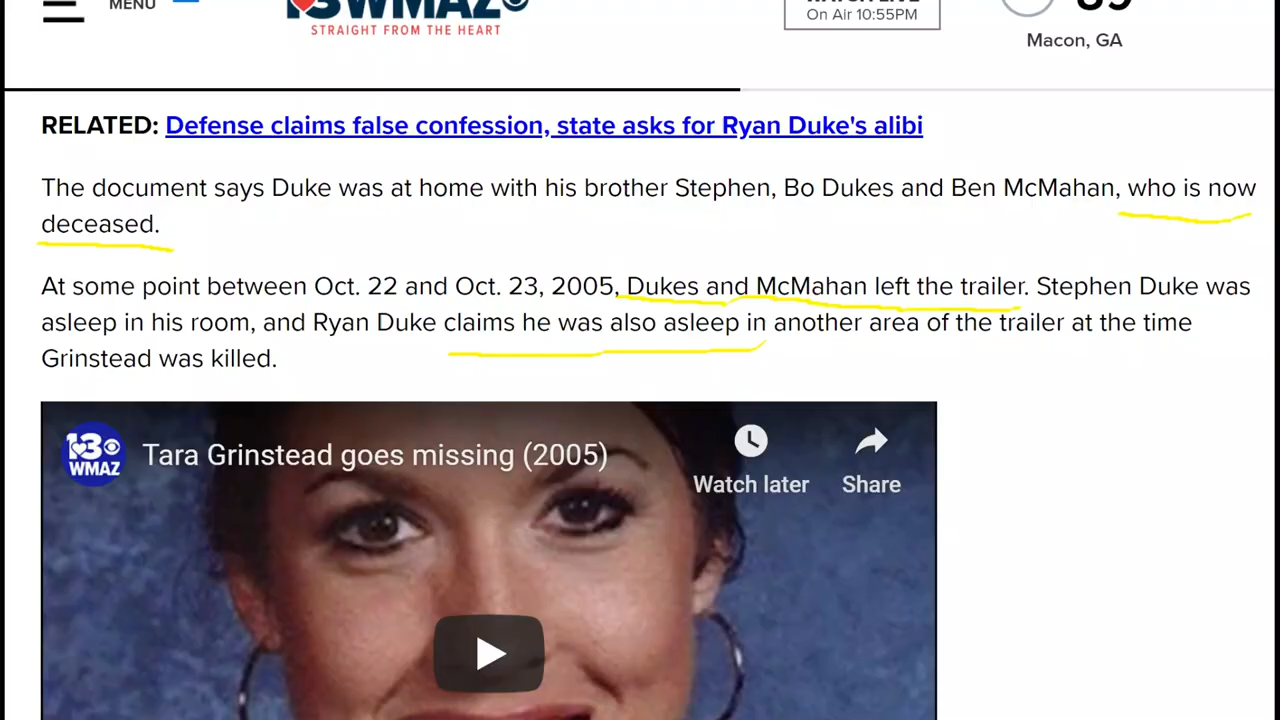 MENU
13WMAZ
STRAIGHT FROM THE HEART
WATCH LIVE
On Air 10:55PM
89
Macon, GA
RELATED: Defense claims false confession, state asks for Ryan Duke's alibi
The document says Duke was at home with his brother Stephen, Bo Dukes and Ben McMahan, who is now
deceased.
At some point between Oct. 22 and Oct. 23, 2005, Dukes and McMahan left the trailer. Stephen Duke was
asleep in his room, and Ryan Duke claims he was also asleep in another area of the trailer at the time
Grinstead was killed.
13 WMAZ
Tara Grinstead goes missing (2005)
Watch later
Share